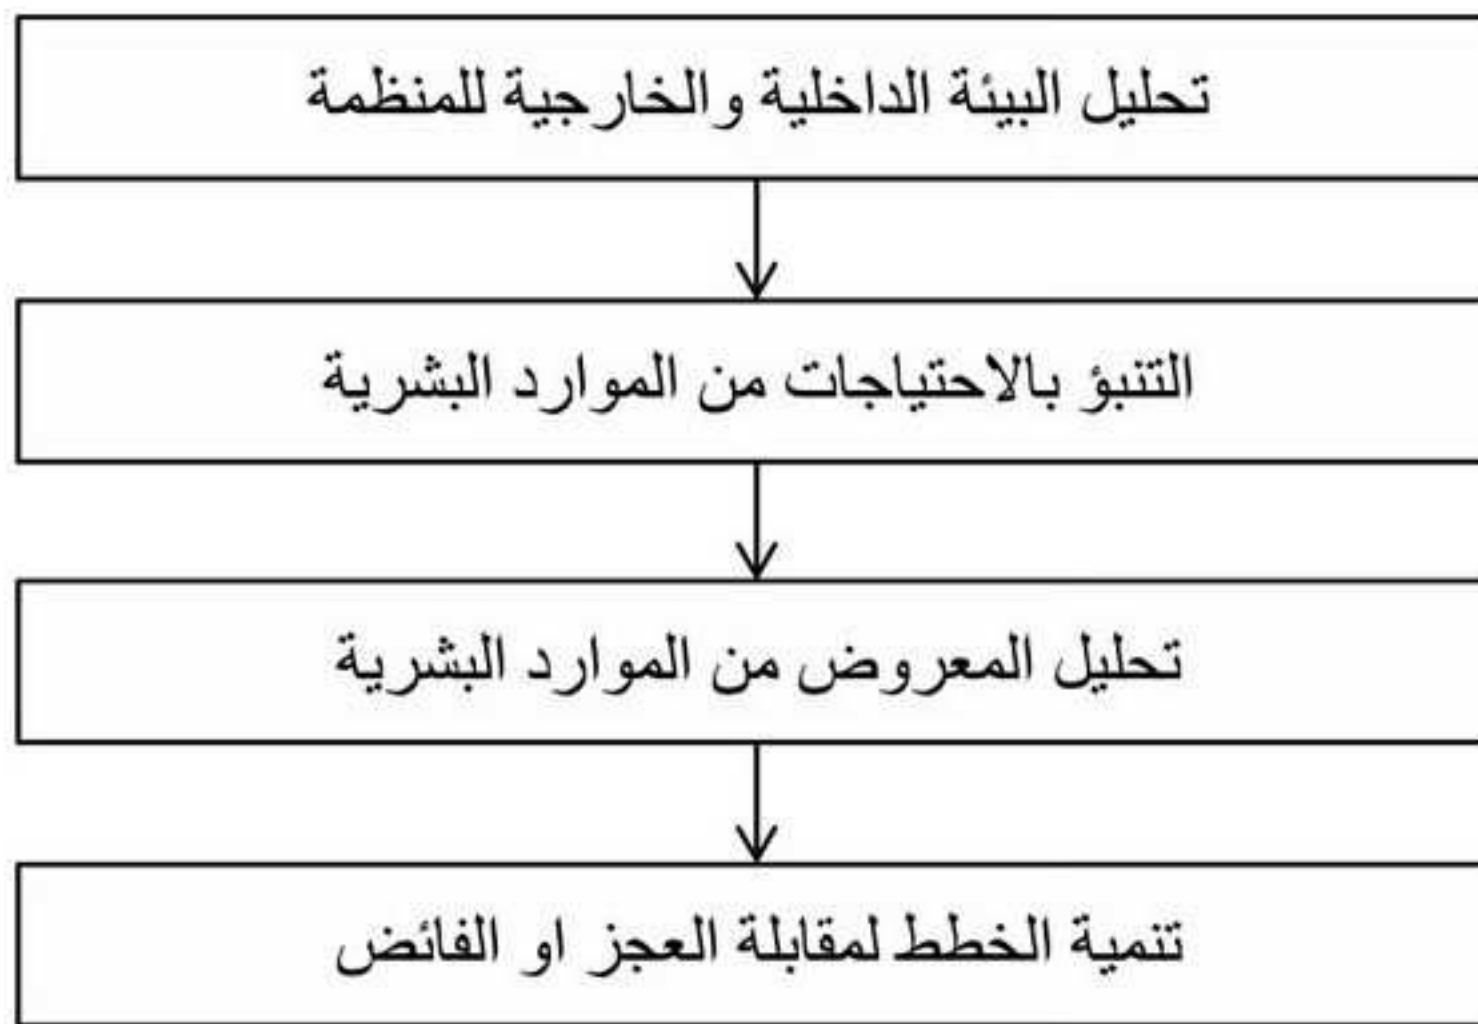 تحليل البيئة الداخلية والخارجية للمنظمة
التنبؤ بالاحتياجات من الموارد البشرية
تحليل المعروض من الموارد البشرية
تنمية الخطط لمقابلة العجز او الفائض